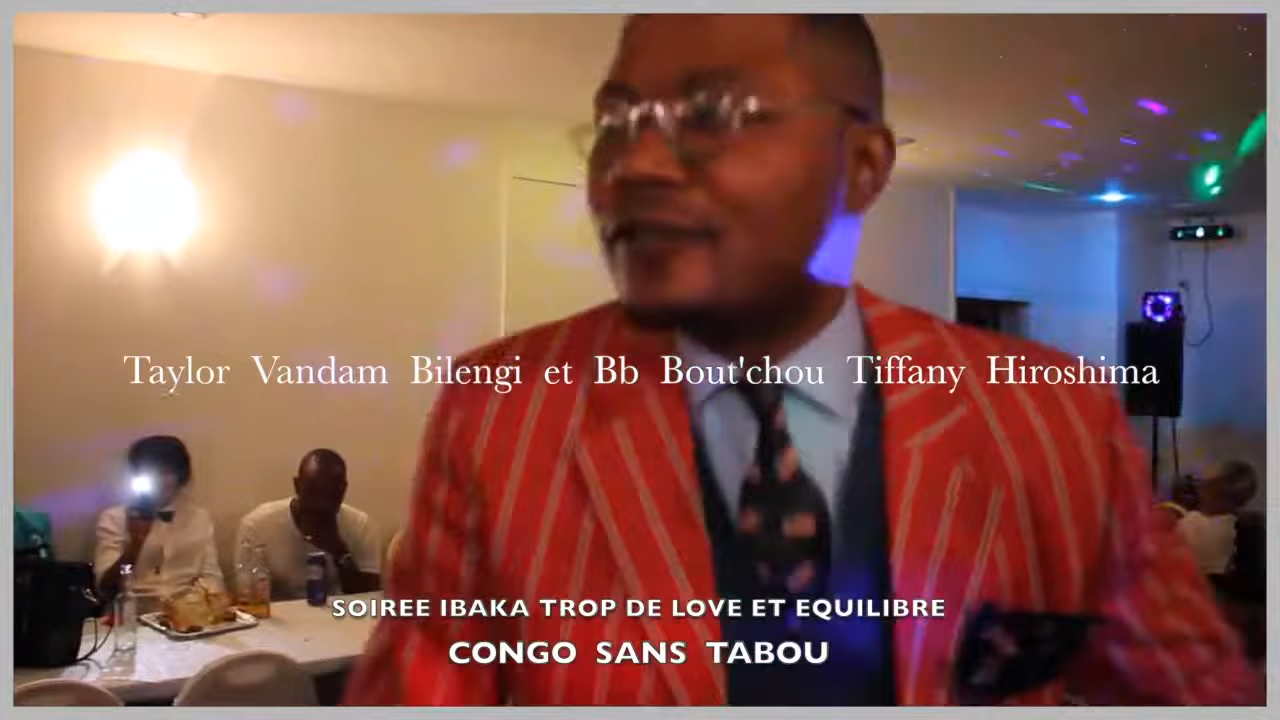 Taylor Vandam Bilengi et Bb Bout'chou Tiffany Hiroshima
SOIREE IBAKA TROP DE LOVE ET EQUILIBRE
CONGO SANS TABOU